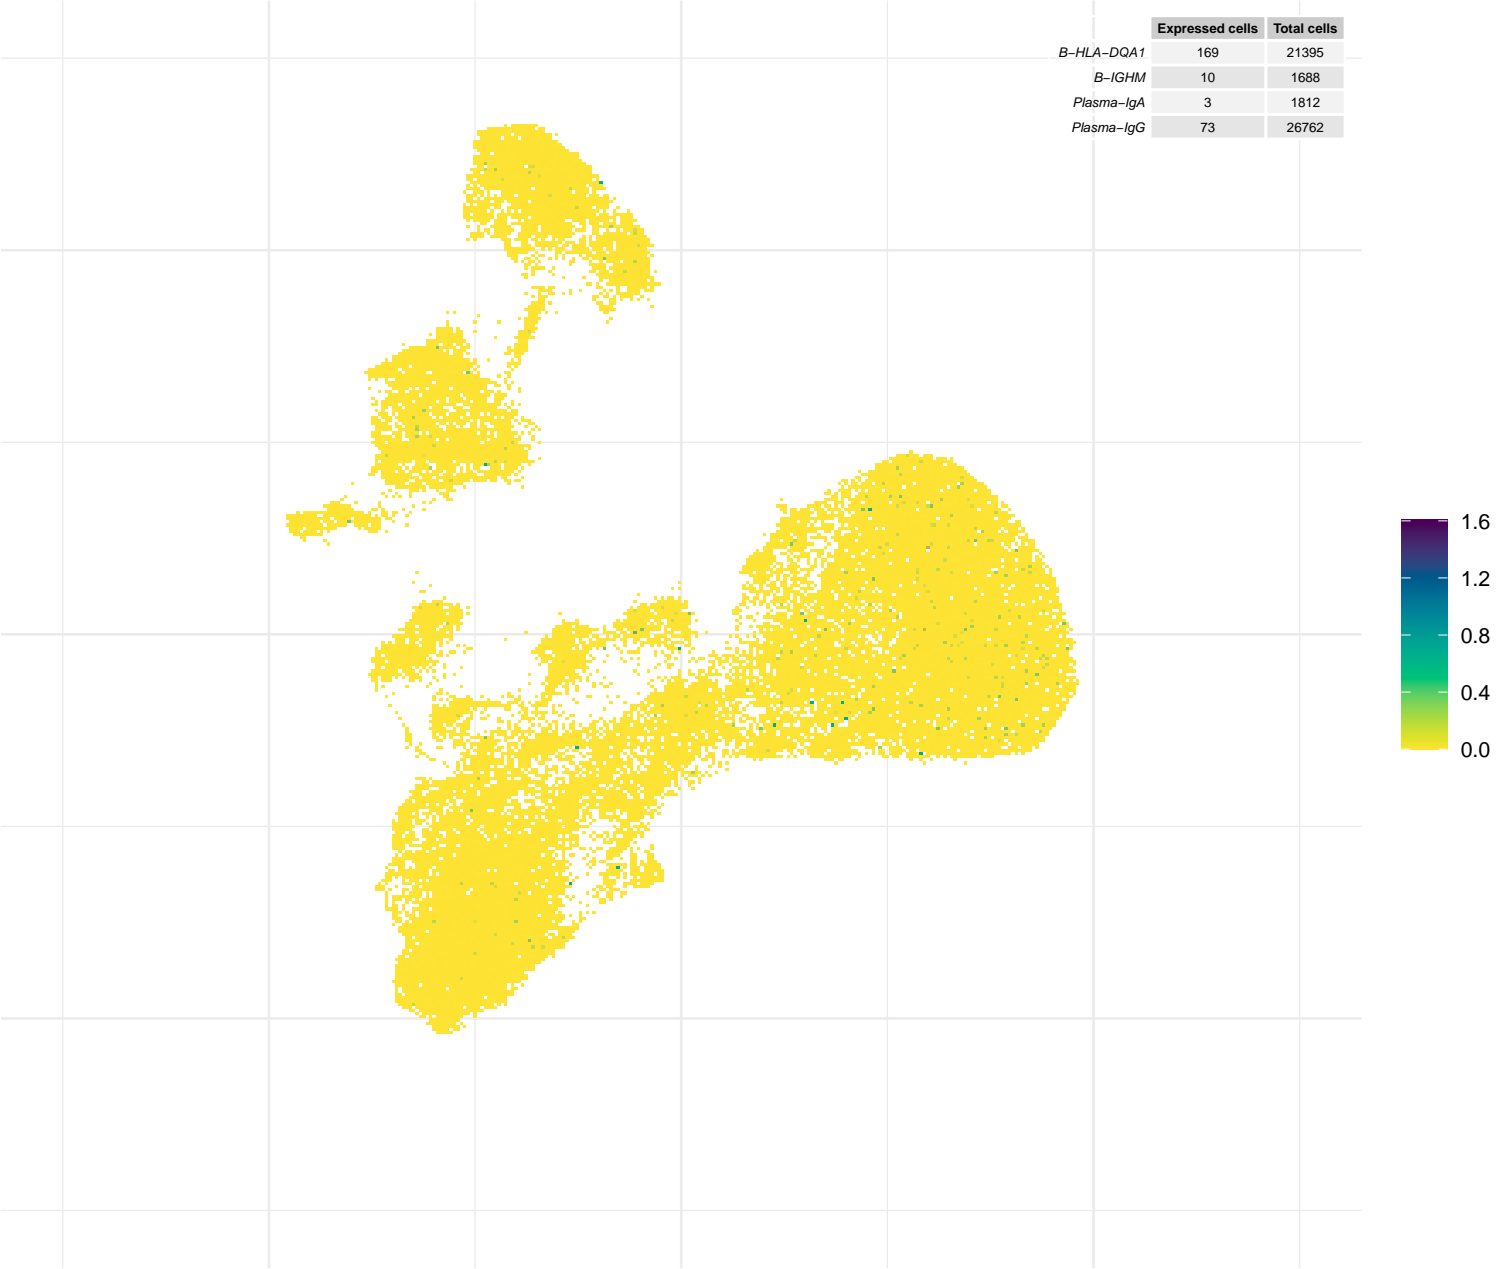 Expressed cells Total cells
B−HLA−DQA1 169 21395
B−IGHM 10 1688
Plasma−IgA 3 1812
Plasma−IgG 73 26762
1.6
1.2
0.8
0.4
0.0